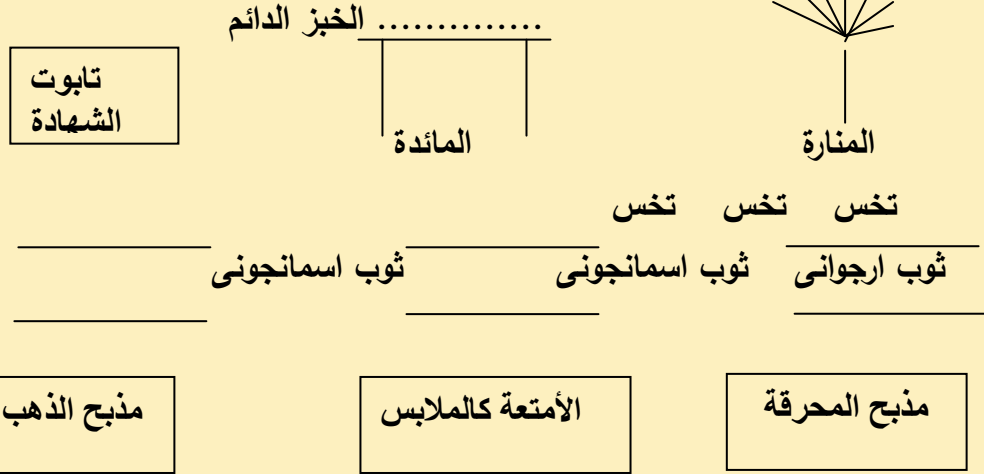 .............. الخبز الدائم
تابوت
الشهادة
المنارة
المائدة
تخس تخس تخس
ثوب ارجوانى ثوب اسمانجونى ثوب اسمانجونى
مذبح المحرقة
الأمتعة كالملابس
مذبح الذهب